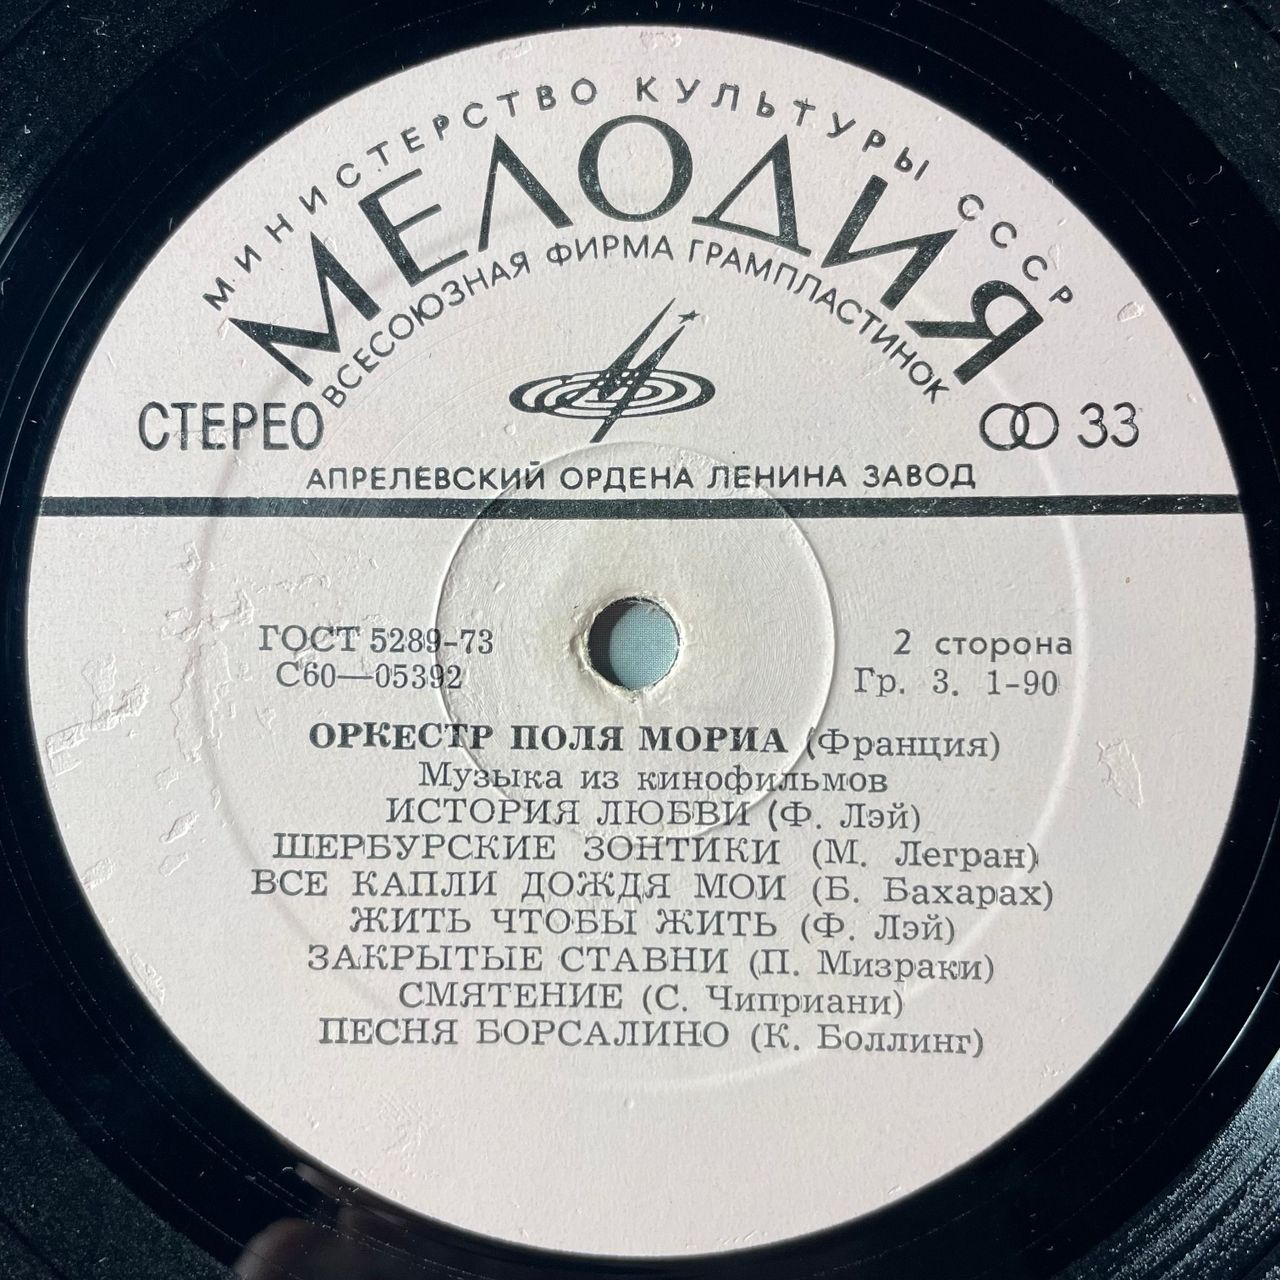 МИНИСТЕРСТВО КУЛЬТУРЫ СССР
МЕЛОДИЯ
ВСЕСОЮЗНАЯ ФИРМА ГРАМПЛАСТИНОК
СТЕРЕО
33
АПРЕЛЕВСКИЙ ОРДЕНА ЛЕНИНА ЗАВОД
ГОСТ 5289-73
С60—05392
2 сторона
Гр. 3. 1-90
ОРКЕСТР ПОЛЯ МОРИА (Франция)
Музыка из кинофильмов
ИСТОРИЯ ЛЮБВИ (Ф. Лэй)
ШЕРБУРСКИЕ ЗОНТИКИ (М. Легран)
ВСЕ КАПЛИ ДОЖДЯ МОИ (Б. Бахарах)
ЖИТЬ ЧТОБЫ ЖИТЬ (Ф. Лэй)
ЗАКРЫТЫЕ СТАВНИ (П. Мизраки)
СМЯТЕНИЕ (С. Чиприани)
ПЕСНЯ БОРСАЛИНО (К. Боллинг)